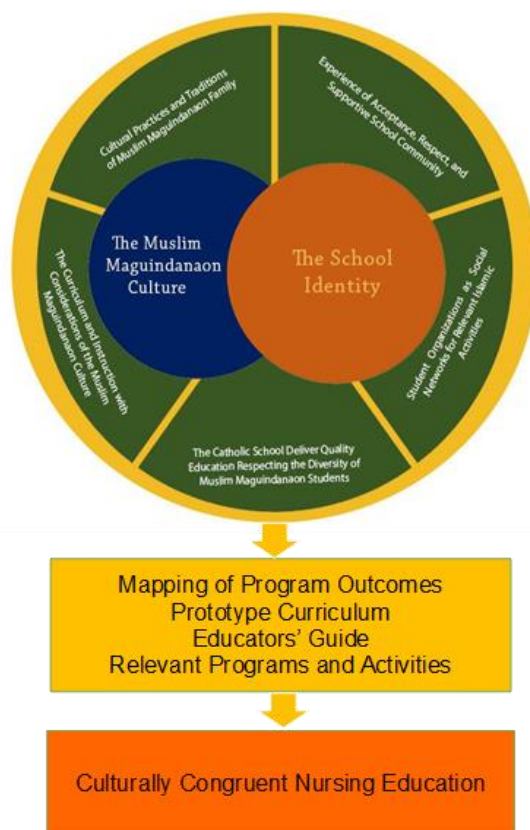 Cultural Practices and Traditions
of Muslim Maguindanaon Family
Experience of Acceptance, Respect, and
Supportive School Community
The Muslim
Maguindanaon
Culture
The School
Identity
The Curriculum and Instruction with
Considerations of the Muslim
Maguindanaon Culture
Student Organizations as Social
Networks for Relevant Islamic
Activities
The Catholic School Deliver Quality
Education Respecting the Diversity of
Muslim Maguindanaon Students
Mapping of Program Outcomes
Prototype Curriculum
Educators' Guide
Relevant Programs and Activities
Culturally Congruent Nursing Education